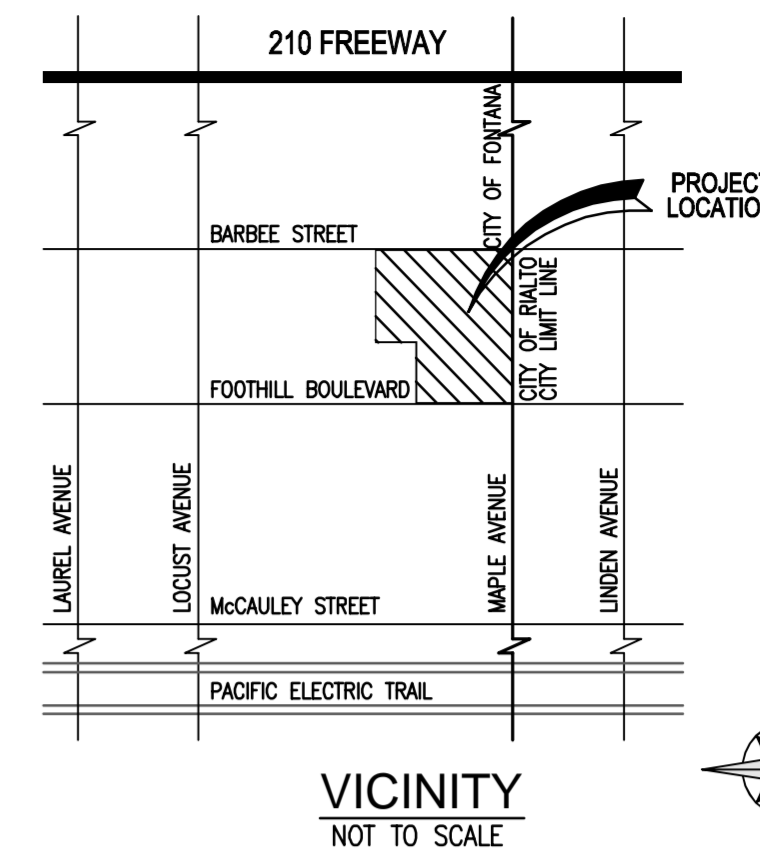 210 FREEWAY
CITY OF FONTANA
PROJECT
LOCATIO
BARBEE STREET
CITY OF RIALTO
CITY LIMIT LINE
FOOTHILL BOULEVARD
LAUREL AVENUE
LOCUST AVENUE
MAPLE AVENUE
LINDEN AVENUE
McCAULEY STREET
PACIFIC ELECTRIC TRAIL
VICINITY
NOT TO SCALE